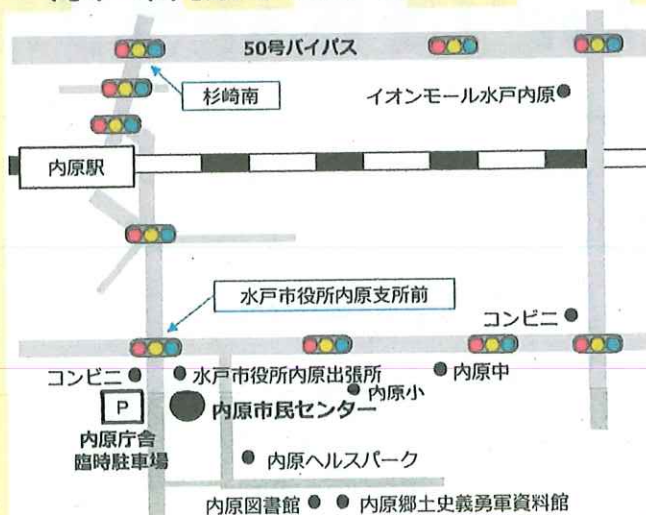 50号バイパス
杉崎南
イオンモール水戸内原
内原駅
水戸市役所内原支所前
コンビニ
コンビニ
水戸市役所内原出張所
内原中
内原小
P
内原市民センター
内原庁舎
臨時駐車場
内原ヘルスパーク
内原図書館
内原郷土史義勇軍資料館